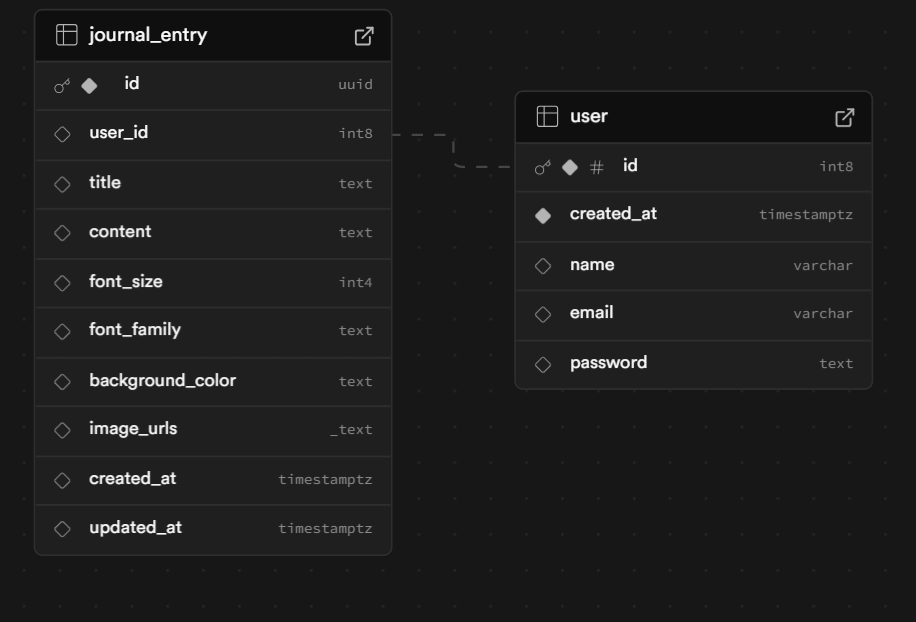 journal_entry
id uuid
user_id int8
title text
content text
font_size int4
font_family text
background_color text
image_urls _text
created_at timestamptz
updated_at timestamptz
user
# id int8
created_at timestamptz
name varchar
email varchar
password text